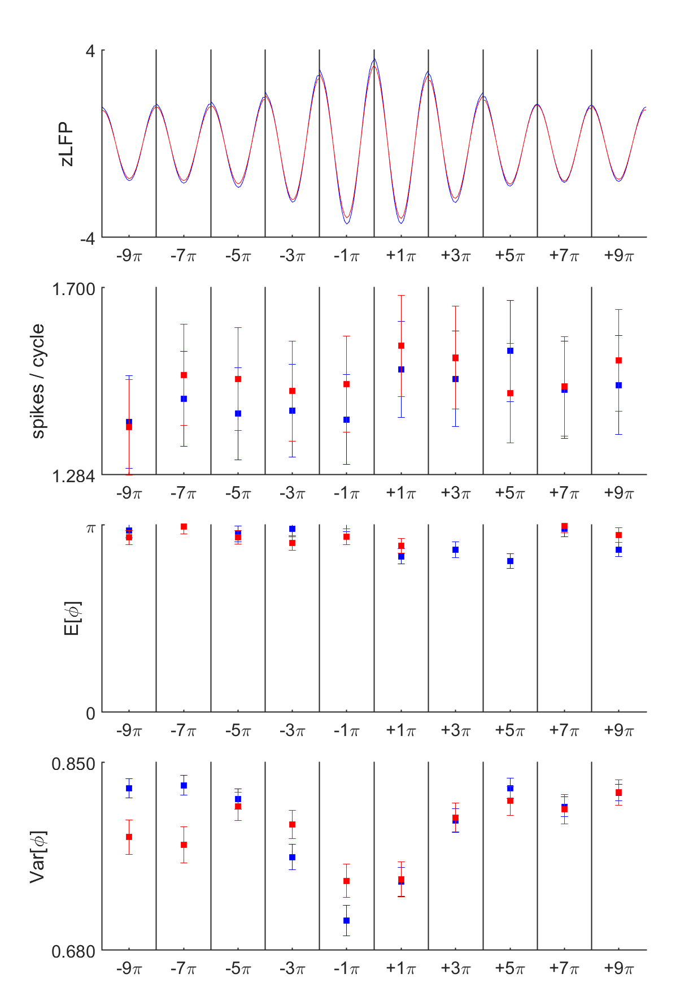 4
zLFP
-4
-9π -7π -5π -3π -1π +1π +3π +5π +7π +9π
1.700
spikes / cycle
1.284
-9π -7π -5π -3π -1π +1π +3π +5π +7π +9π
π
E[ϕ]
0
-9π -7π -5π -3π -1π +1π +3π +5π +7π +9π
0.850
Var[ϕ]
0.680
-9π -7π -5π -3π -1π +1π +3π +5π +7π +9π